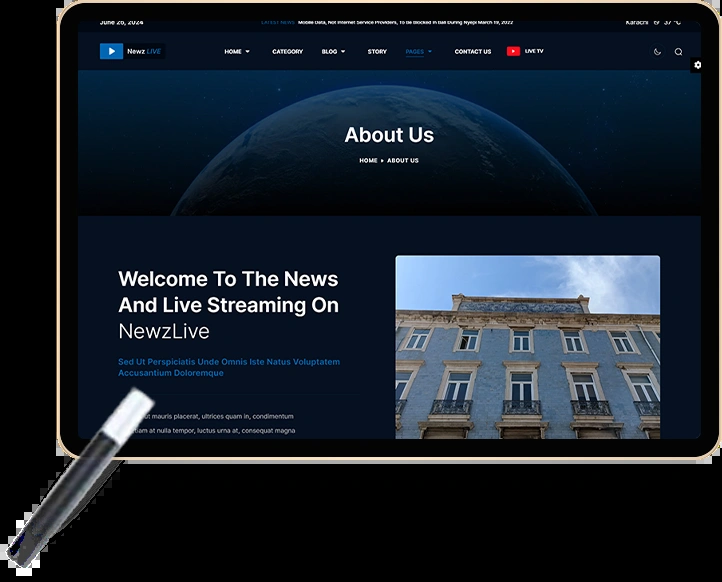 June 26, 2024
LATEST NEWS Mobile Data, Not Internet Service Providers, To be Blocked in Bali During Nyepi March 19, 2022
Karachi 37 °C
Newz LIVE
HOME CATEGORY BLOG STORY PAGES CONTACT US LIVE TV
About Us
HOME ABOUT US
Welcome To The News
And Live Streaming On
NewzLive
Sed Ut Perspiciatis Unde Omnis Iste Natus Voluptatem
Accusantium Doloremque
ut mauris placerat, ultrices quam in, condimentum
at nulla tempor, luctus urna at, consequat magna